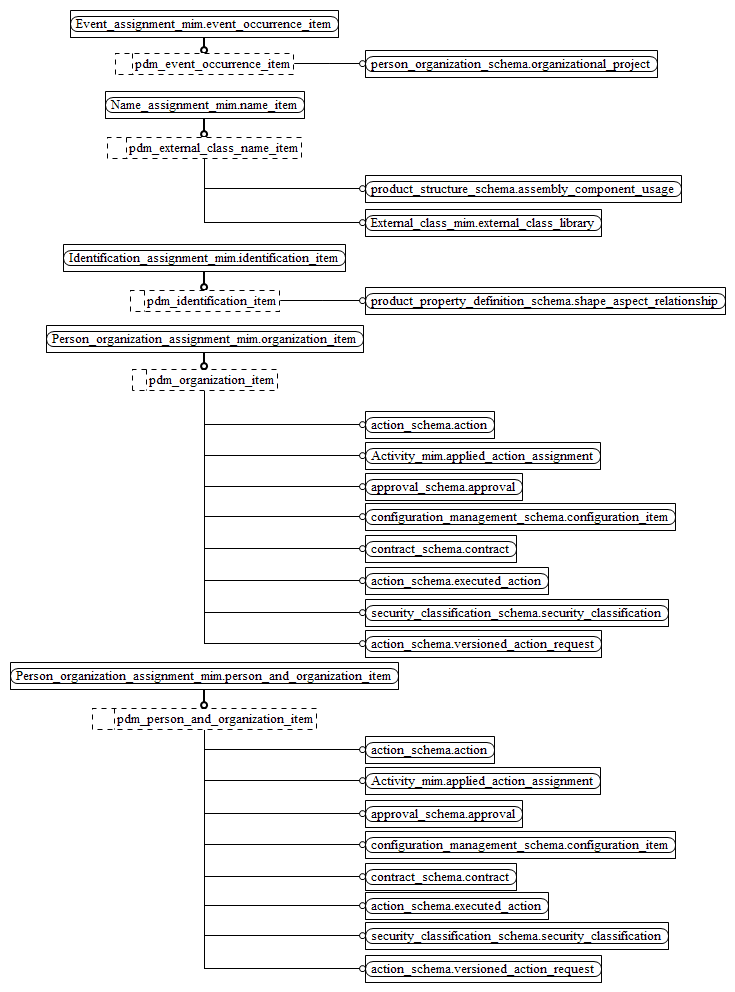 Event_assignment_mim.event_occurrence_item
pdm_event_occurrence_item
person_organization_schema.organizational_project
Name_assignment_mim.name_item
pdm_external_class_name_item
product_structure_schema.assembly_component_usage
External_class_mim.external_class_library
Identification_assignment_mim.identification_item
pdm_identification_item
product_property_definition_schema.shape_aspect_relationship
Person_organization_assignment_mim.organization_item
pdm_organization_item
action_schema.action
Activity_mim.applied_action_assignment
approval_schema.approval
configuration_management_schema.configuration_item
contract_schema.contract
action_schema.executed_action
security_classification_schema.security_classification
action_schema.versioned_action_request
Person_organization_assignment_mim.person_and_organization_item
pdm_person_and_organization_item
action_schema.action
Activity_mim.applied_action_assignment
approval_schema.approval
configuration_management_schema.configuration_item
contract_schema.contract
action_schema.executed_action
security_classification_schema.security_classification
action_schema.versioned_action_request